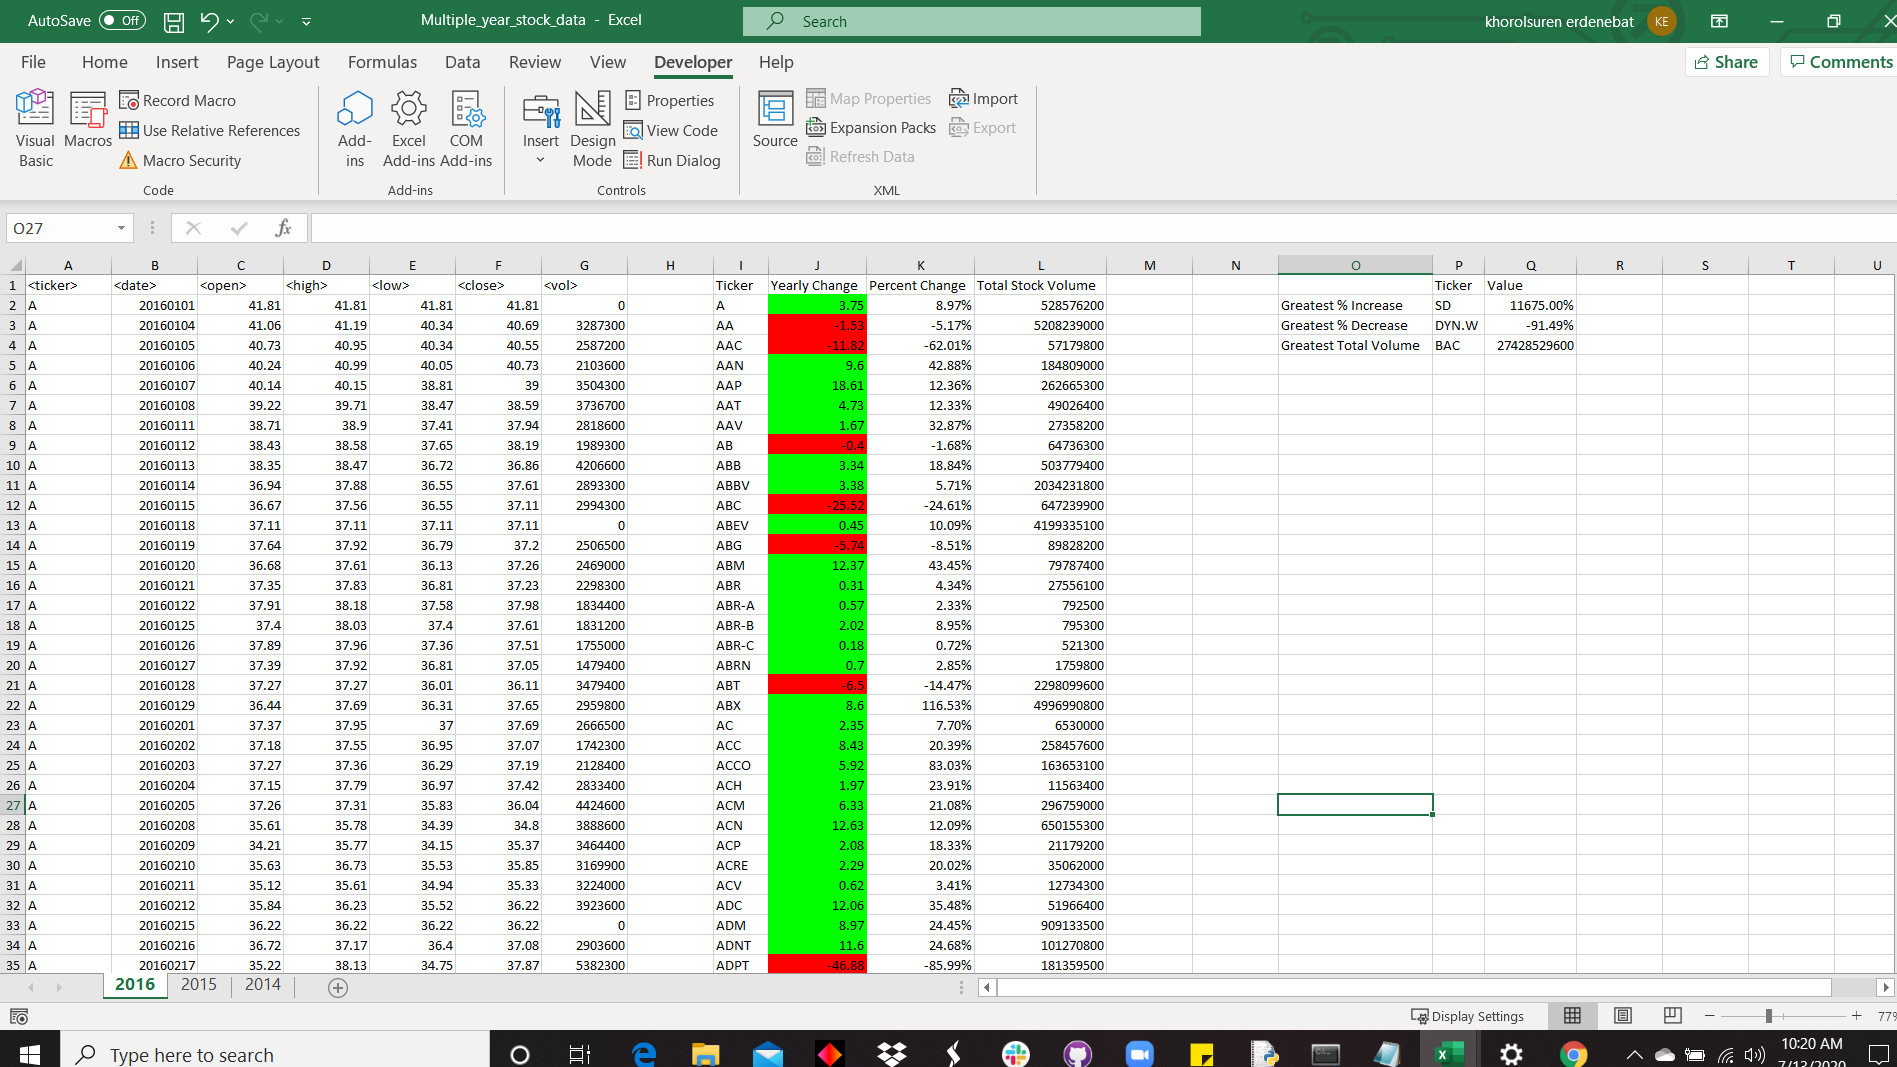 AutoSave Off Multiple_year_stock_data - Excel Search khorolsuren erdenebat KE
File Home Insert Page Layout Formulas Data Review View Developer Help Share Comments
Visual Basic Macros Record Macro Use Relative References Macro Security Code
Add-ins Excel Add-ins COM Add-ins Add-ins
Insert Design Mode Properties View Code Run Dialog Controls
Source Map Properties Expansion Packs Refresh Data Import Export XML
O27 fx
A B C D E F G H I J K L M N O P Q R S T U
1 <ticker> <date> <open> <high> <low> <close> <vol> Ticker Yearly Change Percent Change Total Stock Volume Ticker Value
2 A 20160101 41.81 41.81 41.81 41.81 0 A 3.75 8.97% 528576200 Greatest % Increase SD 11675.00%
3 A 20160104 41.06 41.19 40.34 40.69 3287300 AA -1.53 -5.17% 5208239000 Greatest % Decrease DYN.W -91.49%
4 A 20160105 40.73 40.95 40.34 40.55 2587200 AAC -11.82 -62.01% 57179800 Greatest Total Volume BAC 27428529600
5 A 20160106 40.24 40.99 40.05 40.73 2103600 AAN 9.6 42.88% 184809000
6 A 20160107 40.14 40.15 38.81 39 3504300 AAP 18.61 12.36% 262665300
7 A 20160108 39.22 39.71 38.47 38.59 3736700 AAT 4.73 12.33% 49026400
8 A 20160111 38.71 38.9 37.41 37.94 2818600 AAV 1.67 32.87% 27358200
9 A 20160112 38.43 38.58 37.65 38.19 1989300 AB -0.4 -1.68% 64736300
10 A 20160113 38.35 38.47 36.72 36.86 4206600 ABB 3.34 18.84% 503779400
11 A 20160114 36.94 37.88 36.55 37.61 2893300 ABBV 3.38 5.71% 2034231800
12 A 20160115 36.67 37.56 36.55 37.11 2994300 ABC -25.52 -24.61% 647239900
13 A 20160118 37.11 37.11 37.11 37.11 0 ABEV 0.45 10.09% 4199335100
14 A 20160119 37.64 37.92 36.79 37.2 2506500 ABG -5.74 -8.51% 89828200
15 A 20160120 36.68 37.61 36.13 37.26 2469000 ABM 12.37 43.45% 79787400
16 A 20160121 37.35 37.83 36.81 37.23 2298300 ABR 0.31 4.34% 27556100
17 A 20160122 37.91 38.18 37.58 37.98 1834400 ABR-A 0.57 2.33% 792500
18 A 20160125 37.4 38.03 37.4 37.61 1831200 ABR-B 2.02 8.95% 795300
19 A 20160126 37.89 37.96 37.36 37.51 1755000 ABR-C 0.18 0.72% 521300
20 A 20160127 37.39 37.92 36.81 37.05 1479400 ABRN 0.7 2.85% 1759800
21 A 20160128 37.27 37.27 36.01 36.11 3479400 ABT -6.5 -14.47% 2298099600
22 A 20160129 36.44 37.69 36.31 37.65 2959800 ABX 8.6 116.53% 4996990800
23 A 20160201 37.37 37.95 37 37.69 2666500 AC 2.35 7.70% 6530000
24 A 20160202 37.18 37.55 36.95 37.07 1742300 ACC 8.43 20.39% 258457600
25 A 20160203 37.27 37.36 36.29 37.19 2128400 ACCO 5.92 83.03% 163653100
26 A 20160204 37.15 37.79 36.97 37.42 2833400 ACH 1.97 23.91% 11563400
27 A 20160205 37.26 37.31 35.83 36.04 4424600 ACM 6.33 21.08% 296759000
28 A 20160208 35.61 35.78 34.39 34.8 3888600 ACN 12.63 12.09% 650155300
29 A 20160209 34.21 35.77 34.15 35.37 3464400 ACP 2.08 18.33% 21179200
30 A 20160210 35.63 36.73 35.53 35.85 3169900 ACRE 2.29 20.02% 35062000
31 A 20160211 35.12 35.61 34.94 35.33 3224000 ACV 0.62 3.41% 12734300
32 A 20160212 35.84 36.23 35.52 36.22 3923600 ADC 12.06 35.48% 51966400
33 A 20160215 36.22 36.22 36.22 36.22 0 ADM 8.97 24.45% 909133500
34 A 20160216 36.72 37.17 36.4 37.08 2903600 ADNT 11.6 24.68% 101270800
35 A 20160217 35.22 38.13 34.75 37.87 5382300 ADPT -46.88 -85.99% 181359500
2016 2015 2014
Display Settings 77%
Type here to search 10:20 AM
7/13/2020